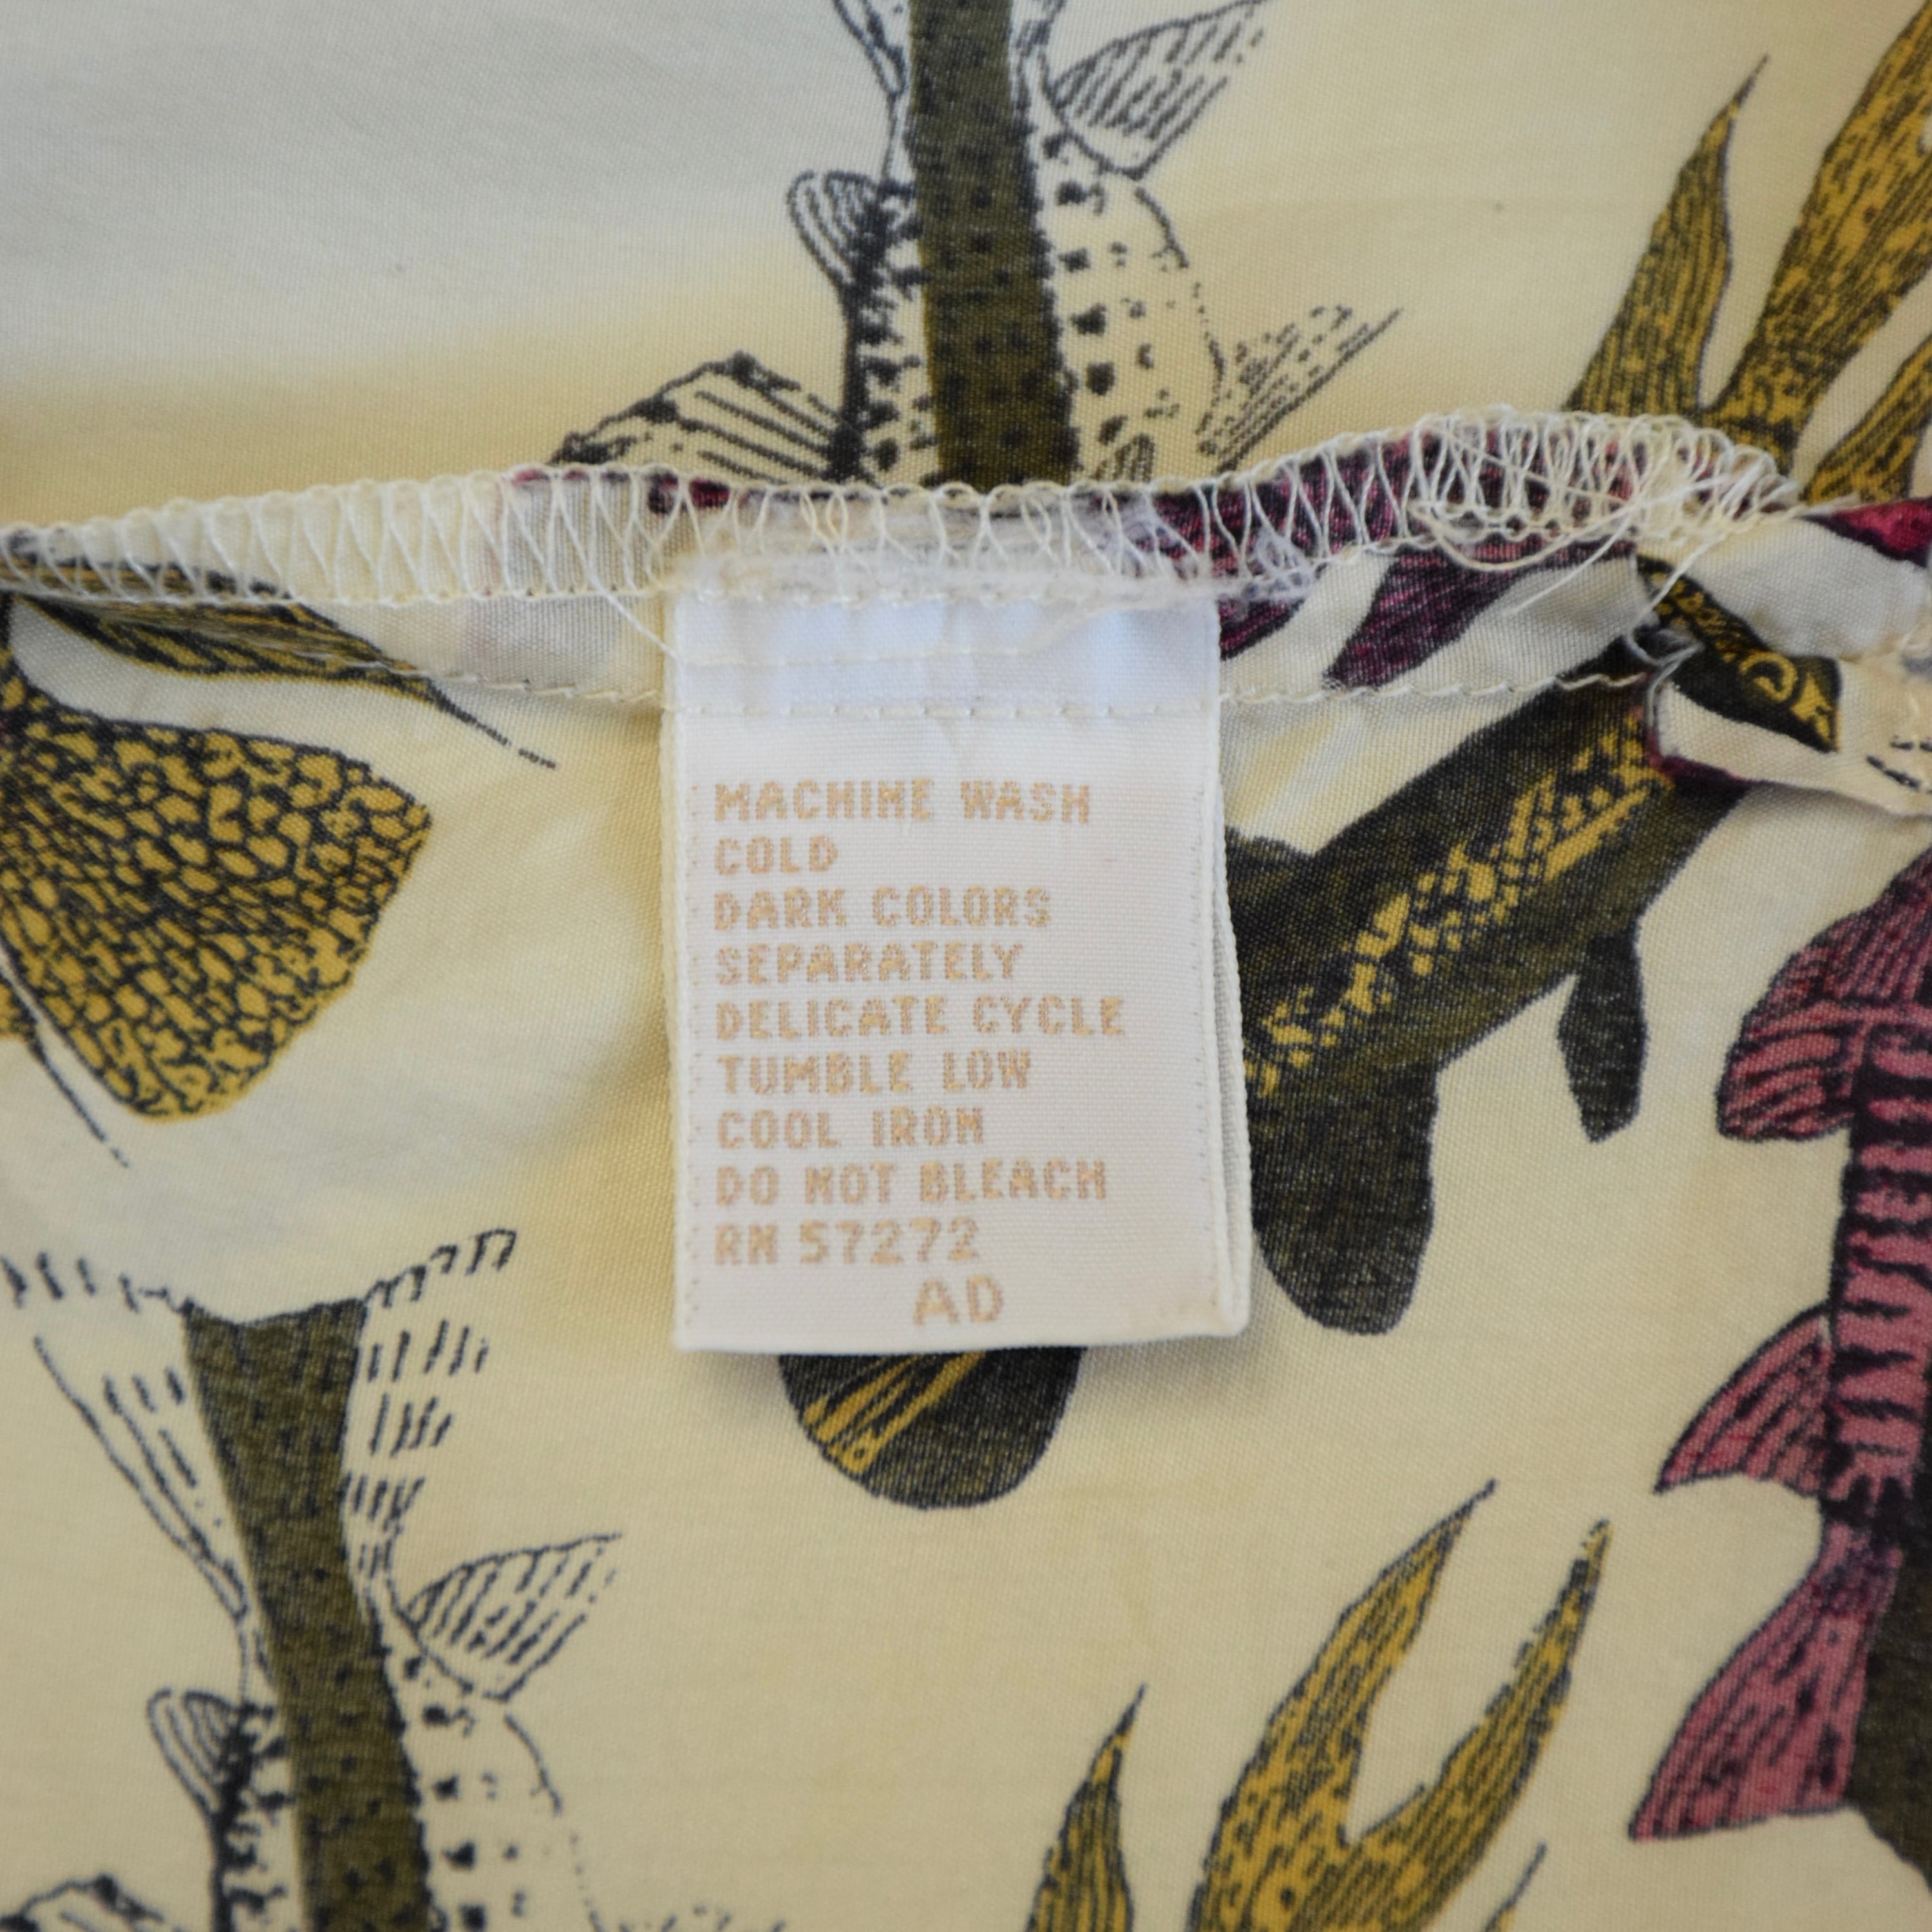 MACHINE WASH
COLD
DARK COLORS
SEPARATELY
DELICATE CYCLE
TUMBLE LOW
COOL IRON
DO NOT BLEACH
RN 57272
AD